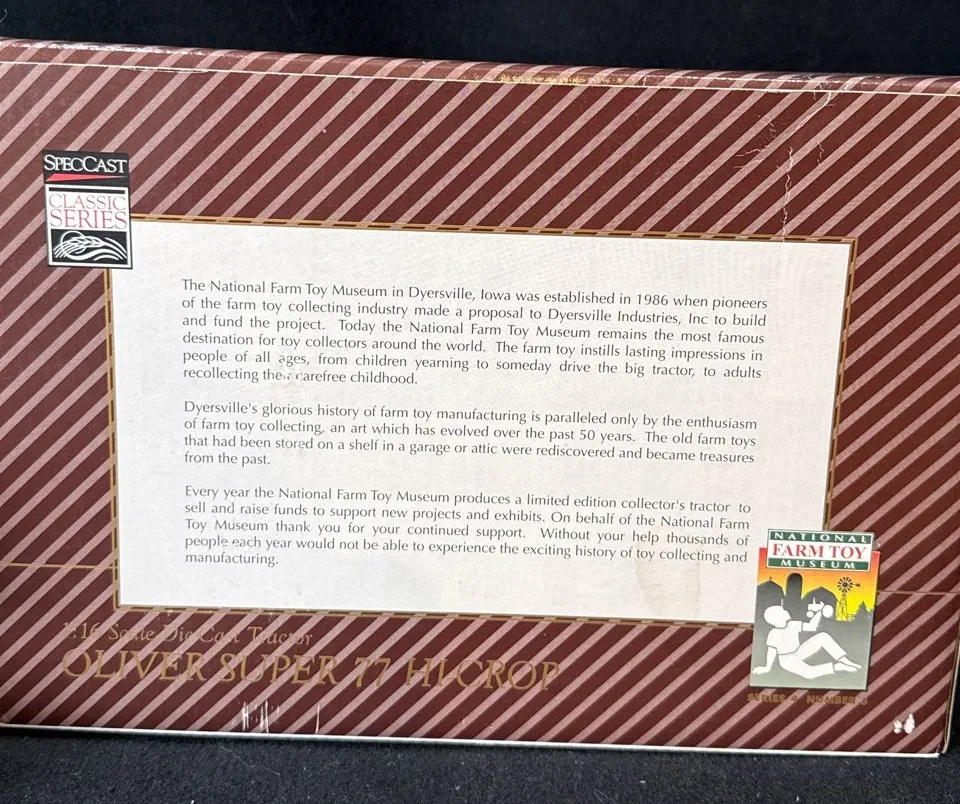 SPECCAST
CLASSIC
SERIES
The National Farm Toy Museum in Dyersville, Iowa was established in 1986 when pioneers
of the farm toy collecting industry made a proposal to Dyersville Industries, Inc to build
and fund the project. Today the National Farm Toy Museum remains the most famous
destination for toy collectors around the world. The farm toy instills lasting impressions in
people of all ages, from children yearning to someday drive the big tractor, to adults
recollecting their carefree childhood.
Dyersville's glorious history of farm toy manufacturing is paralleled only by the enthusiasm
of farm toy collecting, an art which has evolved over the past 50 years. The old farm toys
that had been stored on a shelf in a garage or attic were rediscovered and became treasures
from the past.
Every year the National Farm Toy Museum produces a limited edition collector's tractor to
sell and raise funds to support new projects and exhibits. On behalf of the National Farm
Toy Museum thank you for your continued support. Without your help thousands of
people each year would not be able to experience the exciting history of toy collecting and
manufacturing.
NATIONAL
FARM TOY
MUSEUM
1:16 Scale Die Cast Tractor
OLIVER SUPER 77 HI-CROP
SERIES NUMBER